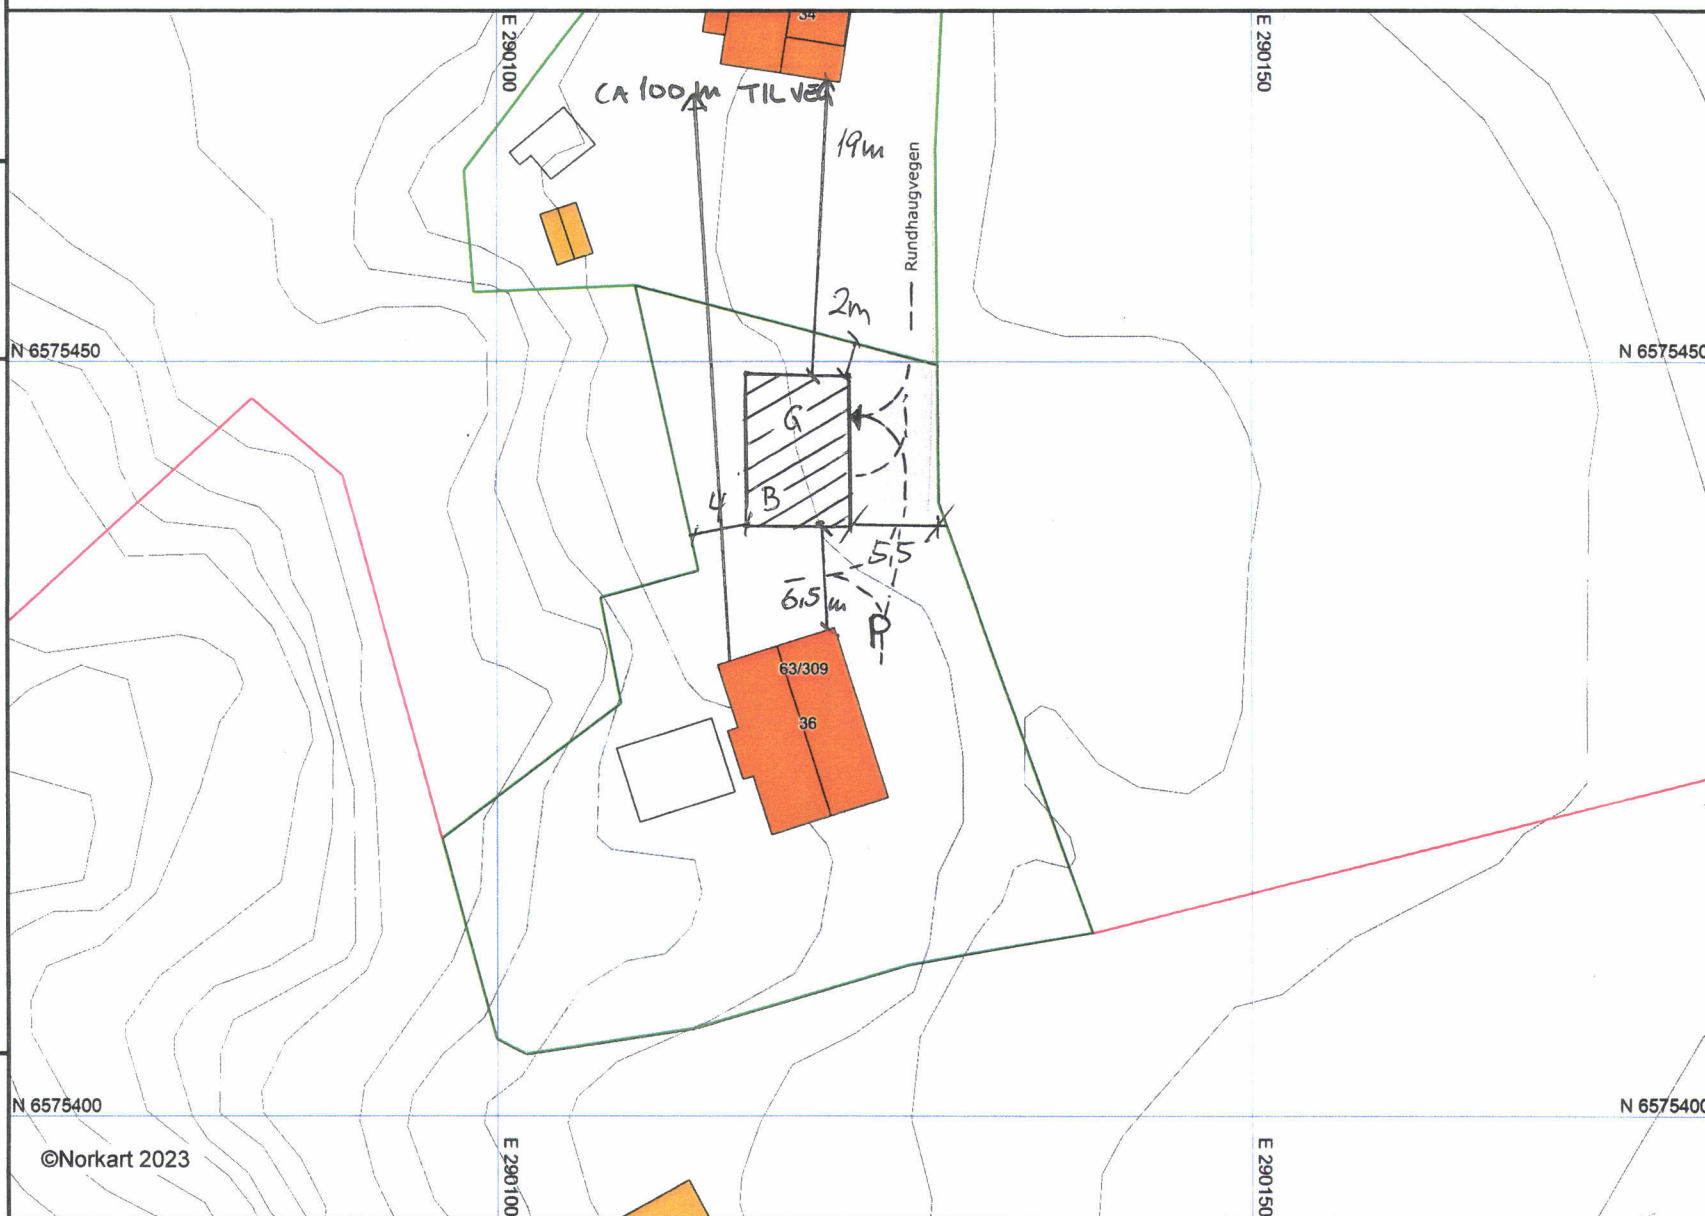 34
E 290100
E 290150
CA 100 m TIL VEG
19m
Rundhaugvegen
2m
N 6575450
N 6575450
G
4
B
5,5
6,5 m
P
63/309
36
N 6575400
N 6575400
©Norkart 2023
E 290100
E 290150